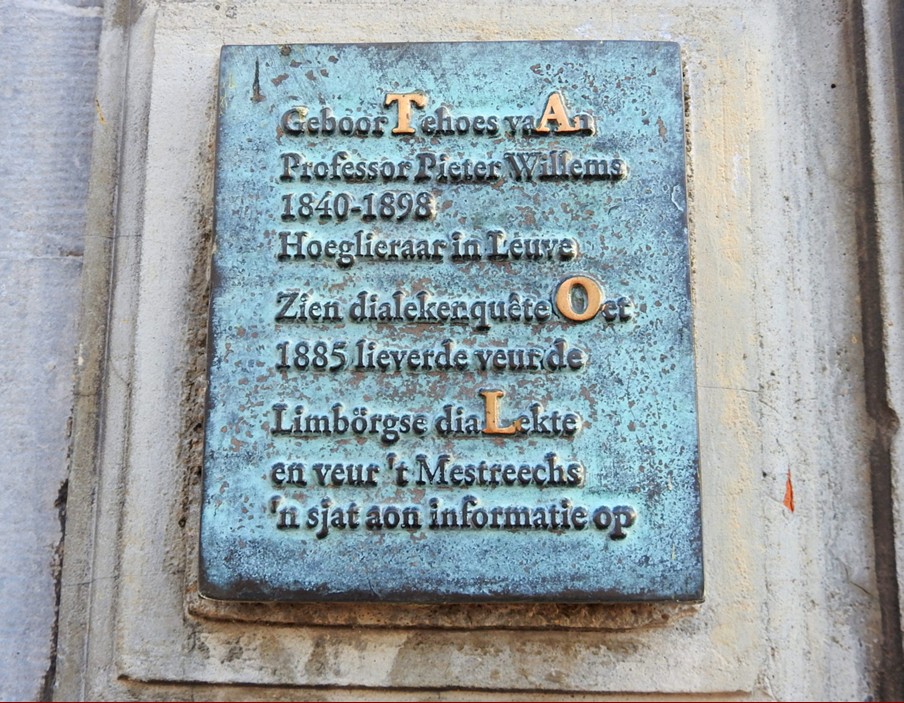 GeboorTehoes vaAn
Professor Pieter Willems
1840-1898
Hoeglieraar in Leuve
Zien dialekenquête Oet
1885 lieverde veur de
Limbörgse diaLekte
en veur 't Mestreechs
'n sjat aon informatie op